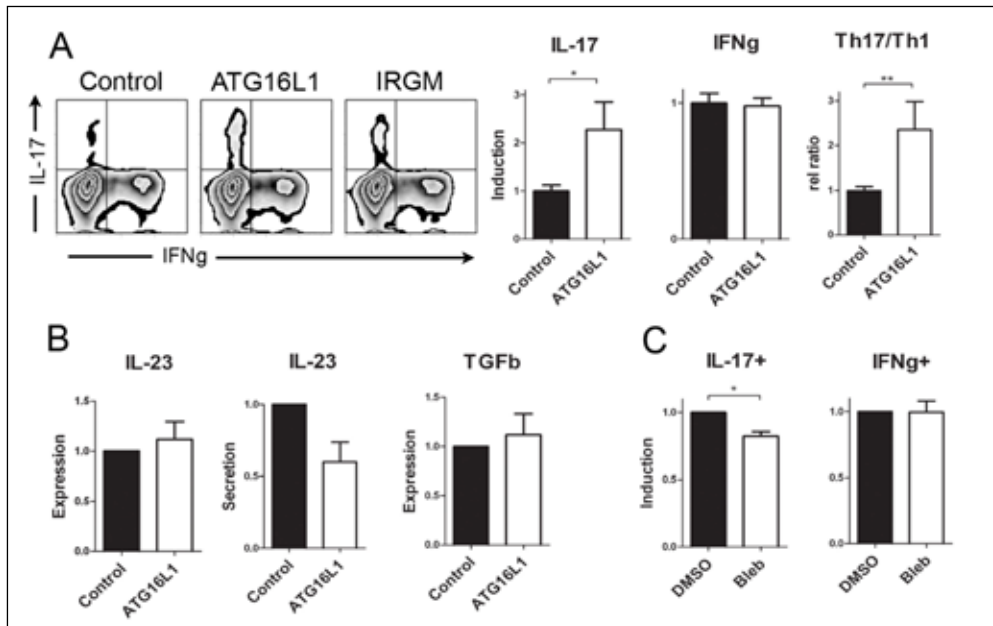 A
Control
ATG16L1
IRGM
IL-17
IFNg
IL-17
*
Induction
3
2
1
0
Control
ATG16L1
IFNg
1
0
Control
ATG16L1
Th17/Th1
**
rel ratio
3
2
1
0
Control
ATG16L1
B
IL-23
Expression
1.5
1.0
0.5
0.0
Control
ATG16L1
IL-23
Secretion
1.0
0.5
0.0
Control
ATG16L1
TGFb
Expression
1.5
1.0
0.5
0.0
Control
ATG16L1
C
IL-17+
*
Induction
1.0
0.5
0.0
DMSO
Bleb
IFNg+
1.0
0.5
0.0
DMSO
Bleb